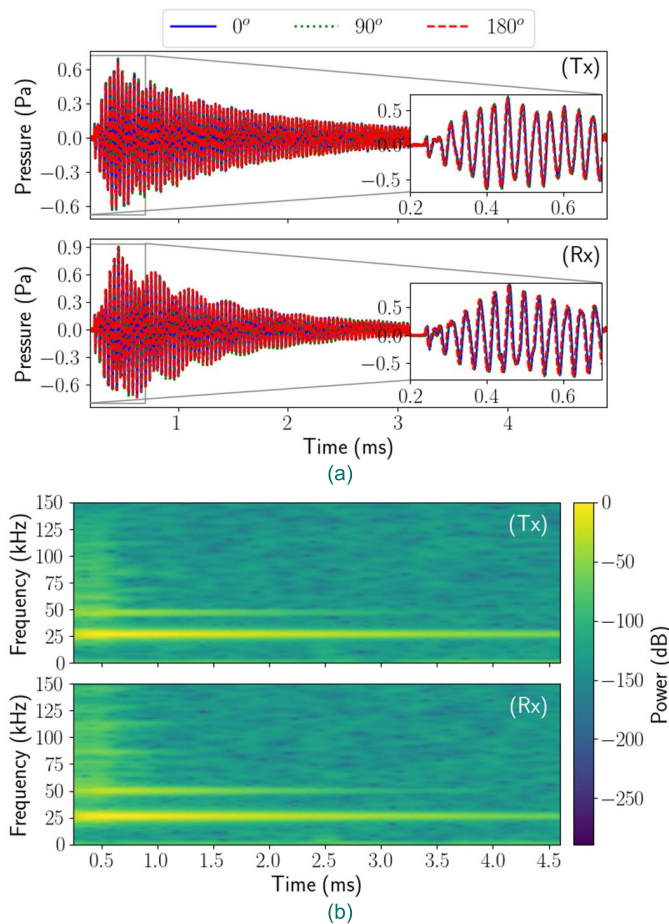 0º 90º 180º
(Tx)
Pressure (Pa)
0.6
0.3
0.0
−0.3
−0.6
0.5
0.0
−0.5
0.2 0.4 0.6
(Rx)
Pressure (Pa)
0.9
0.6
0.3
0.0
−0.3
−0.6
0.5
0.0
−0.5
0.2 0.4 0.6
1 2 3 4
Time (ms)
(a)
(Tx)
Frequency (kHz)
150
125
100
75
50
25
0
(Rx)
Frequency (kHz)
150
125
100
75
50
25
0
0.5 1.0 1.5 2.0 2.5 3.0 3.5 4.0 4.5
Time (ms)
0
−50
−100
−150
−200
−250
Power (dB)
(b)